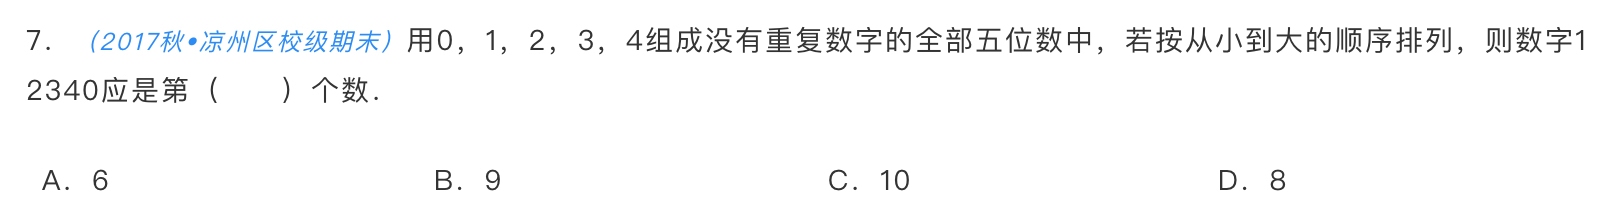 7. （2017秋•凉州区校级期末）用0，1，2，3，4组成没有重复数字的全部五位数中，若按从小到大的顺序排列，则数字1
2340应是第（　　）个数.
A. 6　B. 9　C. 10　D. 8